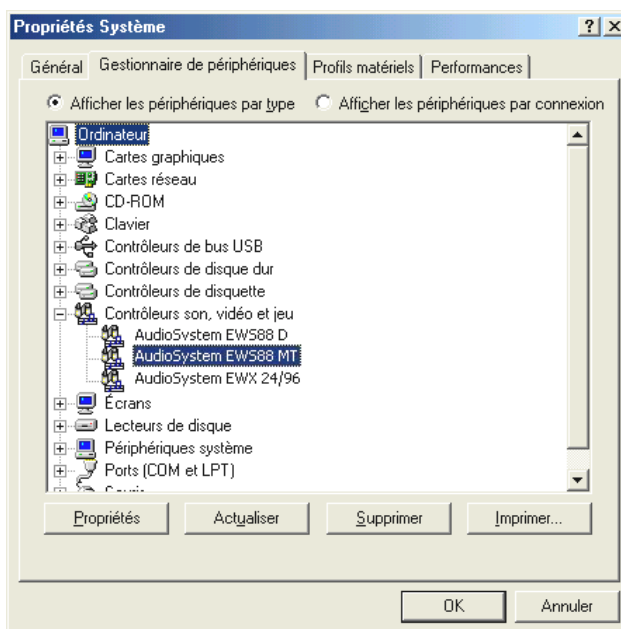 Propriétés Système
Général Gestionnaire de périphériques Profils matériels Performances
Afficher les périphériques par type Afficher les périphériques par connexion
Ordinateur
Cartes graphiques
Cartes réseau
CD-ROM
Clavier
Contrôleurs de bus USB
Contrôleurs de disque dur
Contrôleurs de disquette
Contrôleurs son, vidéo et jeu
AudioSystem EWS88 D
AudioSystem EWS88 MT
AudioSystem EWX 24/96
Écrans
Lecteurs de disque
Périphériques système
Ports (COM et LPT)
Propriétés Actualiser Supprimer Imprimer...
OK Annuler